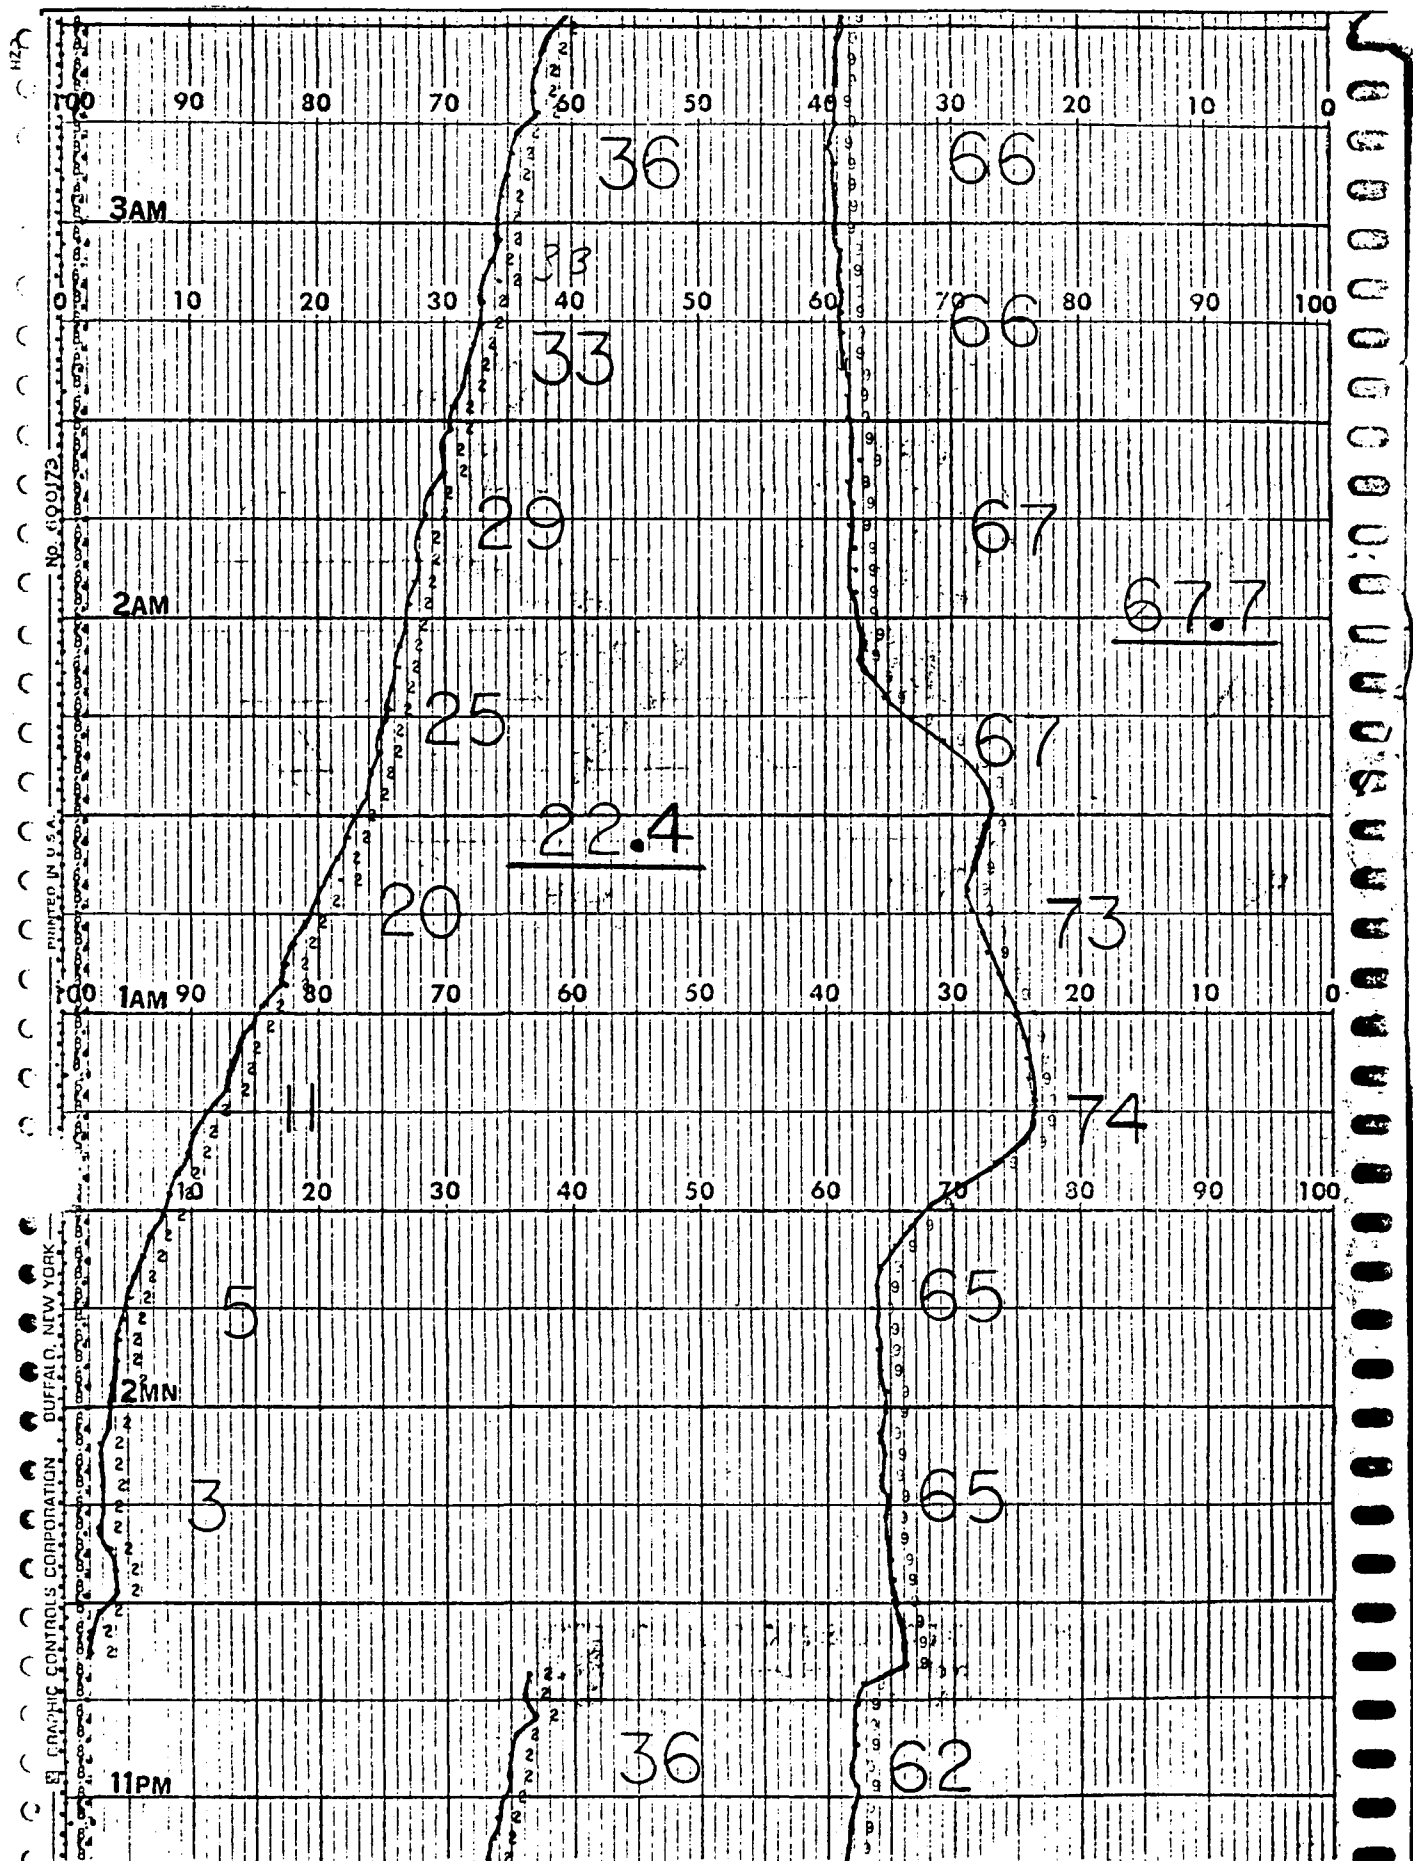 100 90 80 70 60 50 40 30 20 10 0
36 66
3AM
33
0 10 20 30 40 50 60 70 80 90 100
33 66
29 67
2AM 67.7
25 67
22.4
20 73
100 1AM 90 80 70 60 50 40 30 20 10 0
11 74
10 20 30 40 50 60 70 80 90 100
5 65
2MN
3 65
36 62
11PM
No. 600173
PRINTED IN U.S.A.
GRAPHIC CONTROLS CORPORATION BUFFALO, NEW YORK